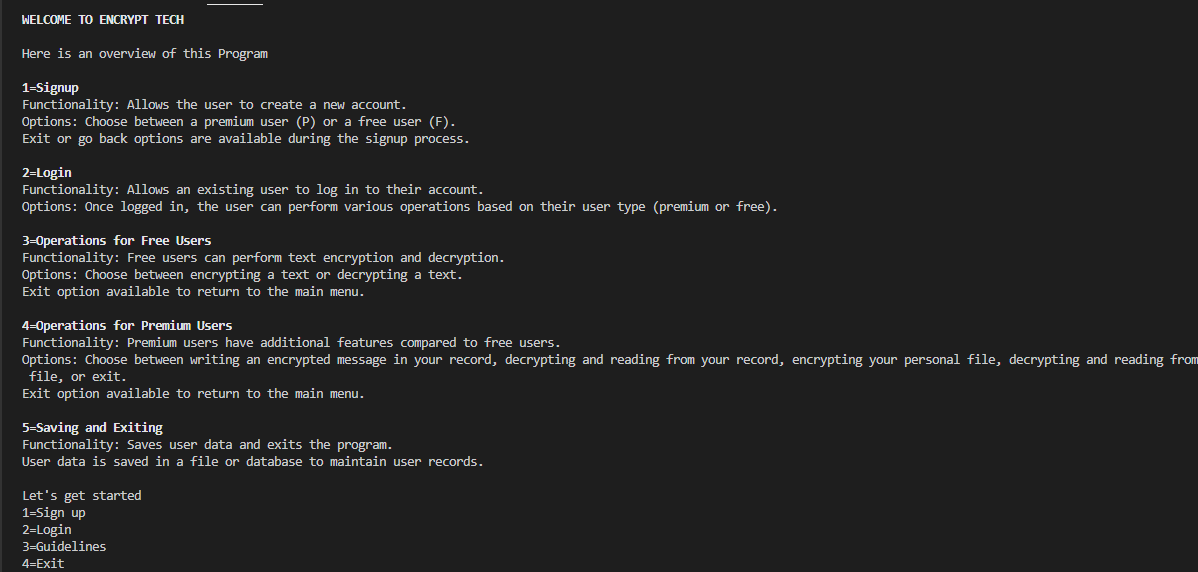 WELCOME TO ENCRYPT TECH
Here is an overview of this Program
1=Signup
Functionality: Allows the user to create a new account.
Options: Choose between a premium user (P) or a free user (F).
Exit or go back options are available during the signup process.
2=Login
Functionality: Allows an existing user to log in to their account.
Options: Once logged in, the user can perform various operations based on their user type (premium or free).
3=Operations for Free Users
Functionality: Free users can perform text encryption and decryption.
Options: Choose between encrypting a text or decrypting a text.
Exit option available to return to the main menu.
4=Operations for Premium Users
Functionality: Premium users have additional features compared to free users.
Options: Choose between writing an encrypted message in your record, decrypting and reading from your record, encrypting your personal file, decrypting and reading from
file, or exit.
Exit option available to return to the main menu.
5=Saving and Exiting
Functionality: Saves user data and exits the program.
User data is saved in a file or database to maintain user records.
Let's get started
1=Sign up
2=Login
3=Guidelines
4=Exit